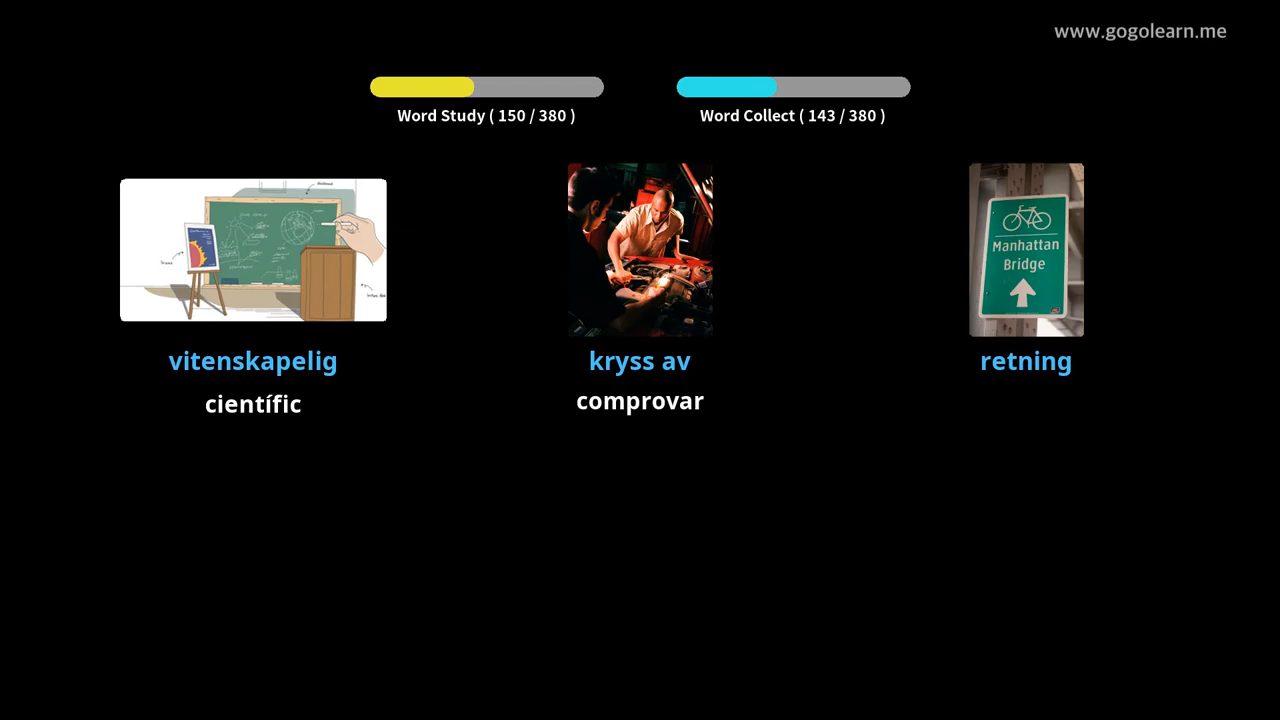 www.gogolearn.me
Word Study ( 150 / 380 )
Word Collect ( 143 / 380 )
Manhattan
Bridge
vitenskapelig
kryss av
retning
científic
comprovar